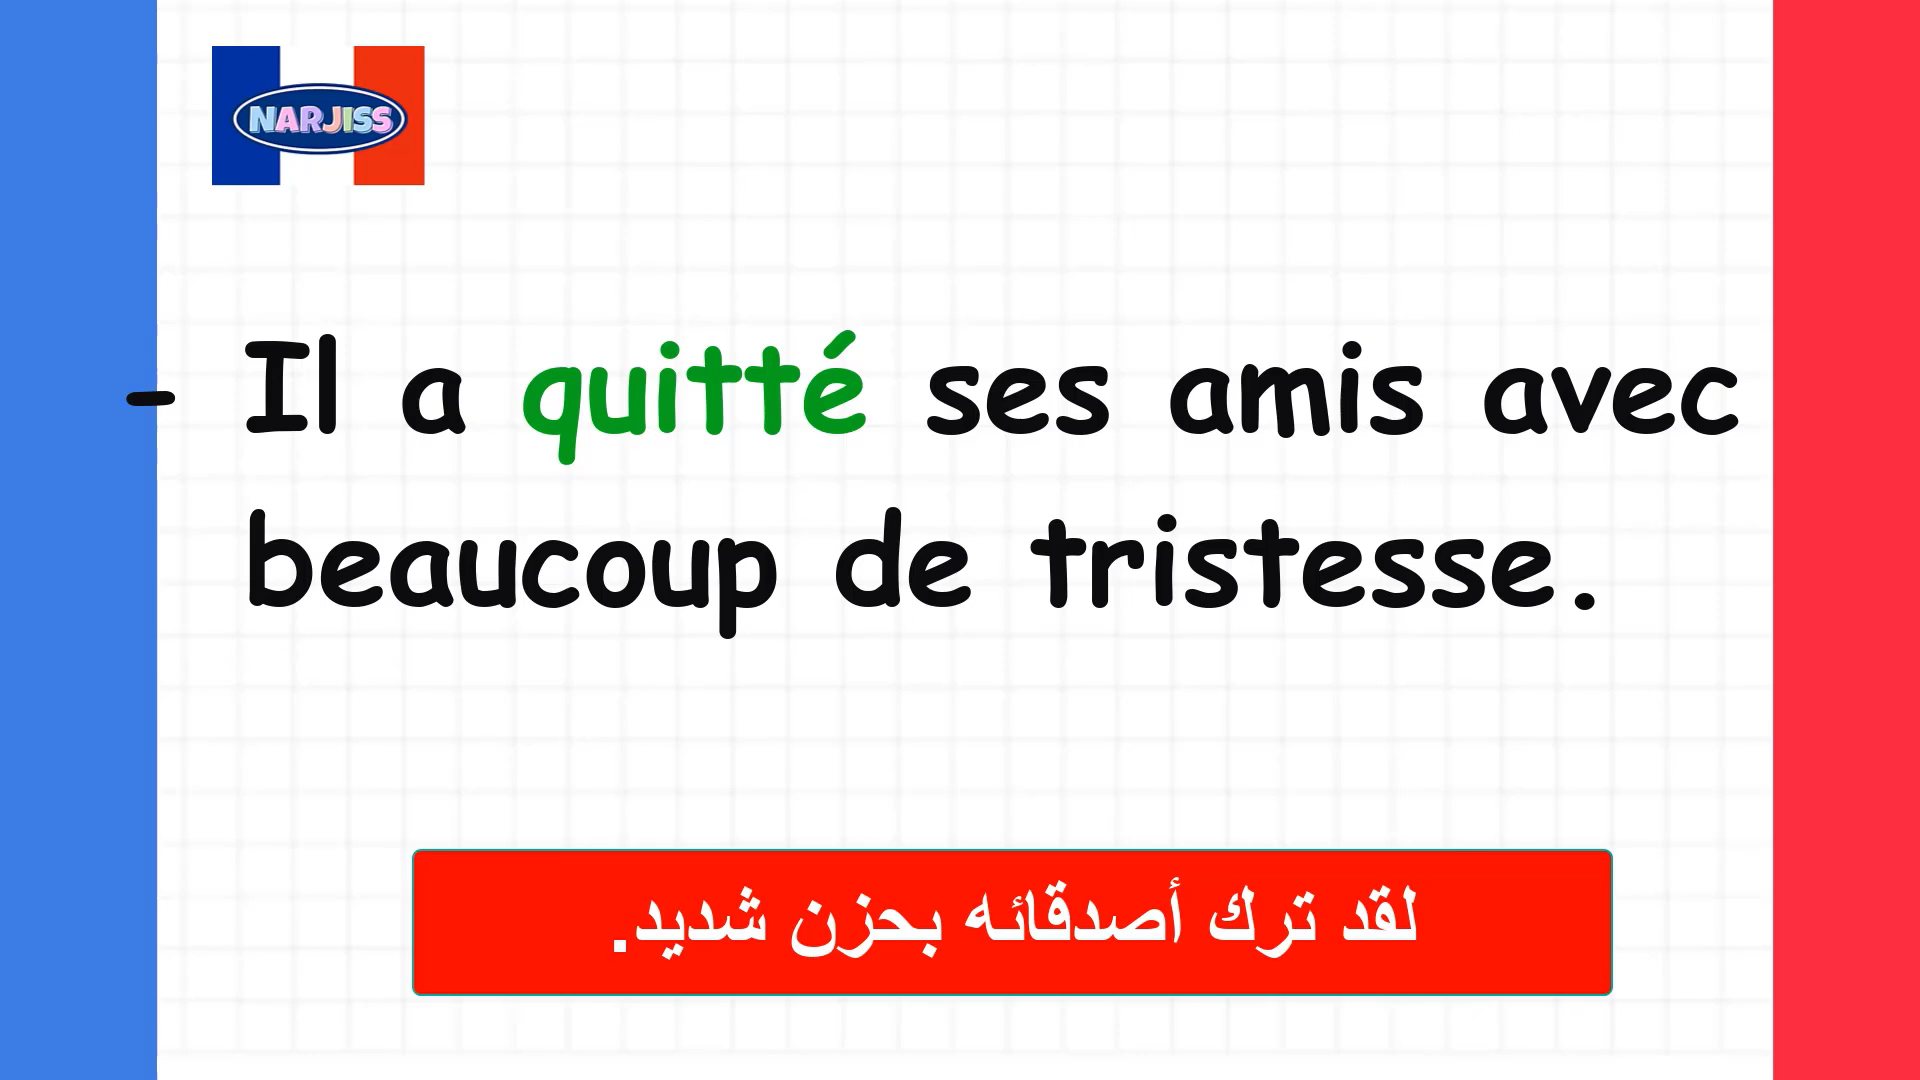 NARJISS
- Il a quitté ses amis avec
beaucoup de tristesse.
لقد ترك أصدقائه بحزن شديد.